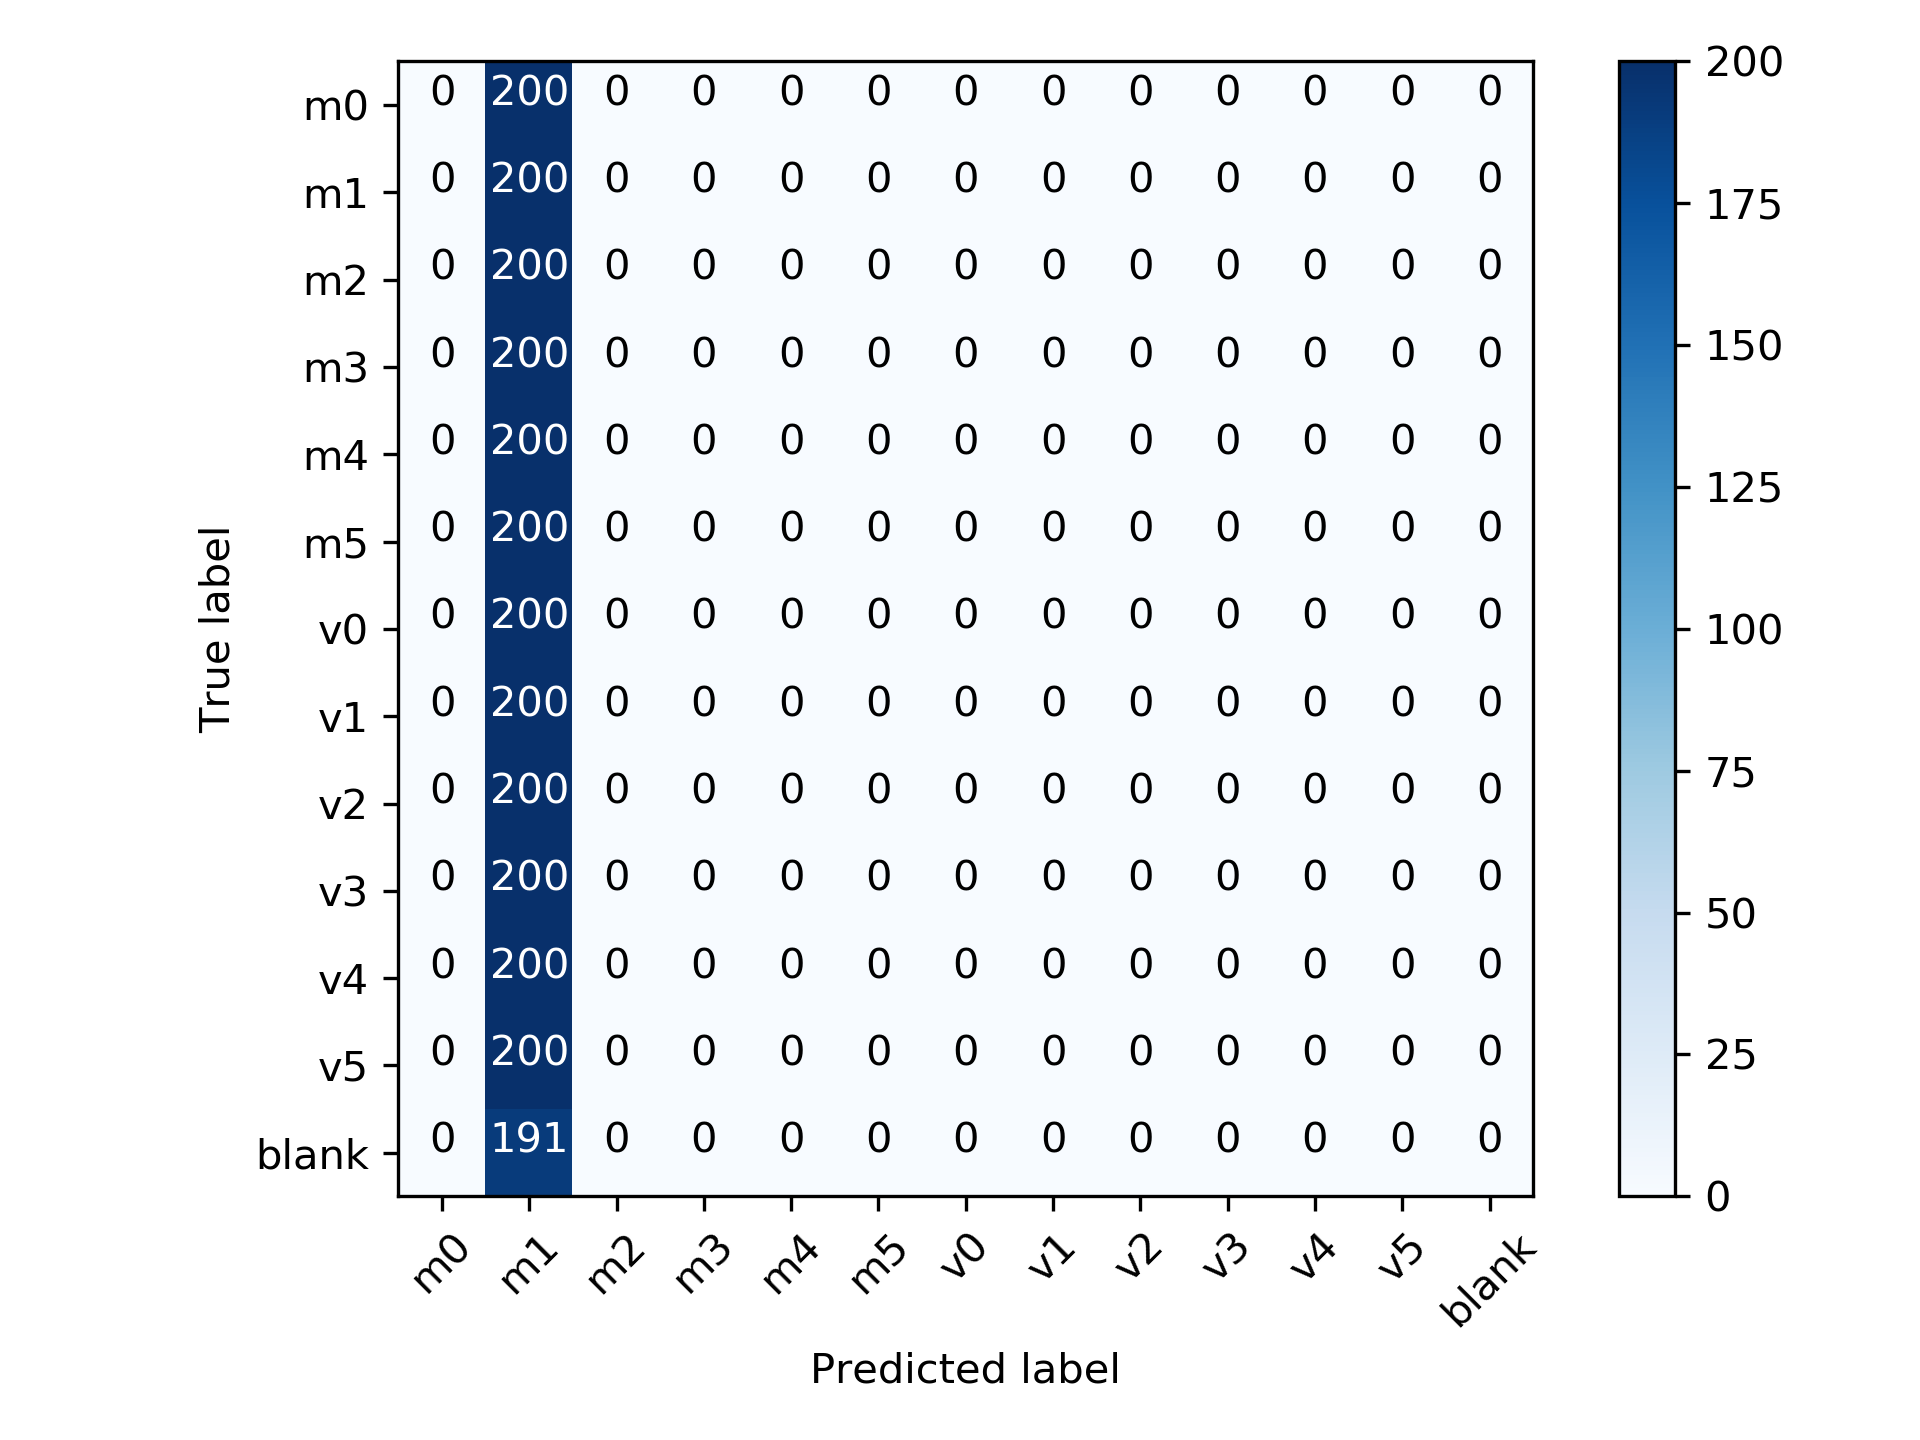 m0 0 200 0 0 0 0 0 0 0 0 0 0 0
m1 0 200 0 0 0 0 0 0 0 0 0 0 0
m2 0 200 0 0 0 0 0 0 0 0 0 0 0
m3 0 200 0 0 0 0 0 0 0 0 0 0 0
m4 0 200 0 0 0 0 0 0 0 0 0 0 0
m5 0 200 0 0 0 0 0 0 0 0 0 0 0
v0 0 200 0 0 0 0 0 0 0 0 0 0 0
v1 0 200 0 0 0 0 0 0 0 0 0 0 0
v2 0 200 0 0 0 0 0 0 0 0 0 0 0
v3 0 200 0 0 0 0 0 0 0 0 0 0 0
v4 0 200 0 0 0 0 0 0 0 0 0 0 0
v5 0 200 0 0 0 0 0 0 0 0 0 0 0
blank 0 191 0 0 0 0 0 0 0 0 0 0 0
m0 m1 m2 m3 m4 m5 v0 v1 v2 v3 v4 v5 blank
Predicted label
True label
200
175
150
125
100
75
50
25
0